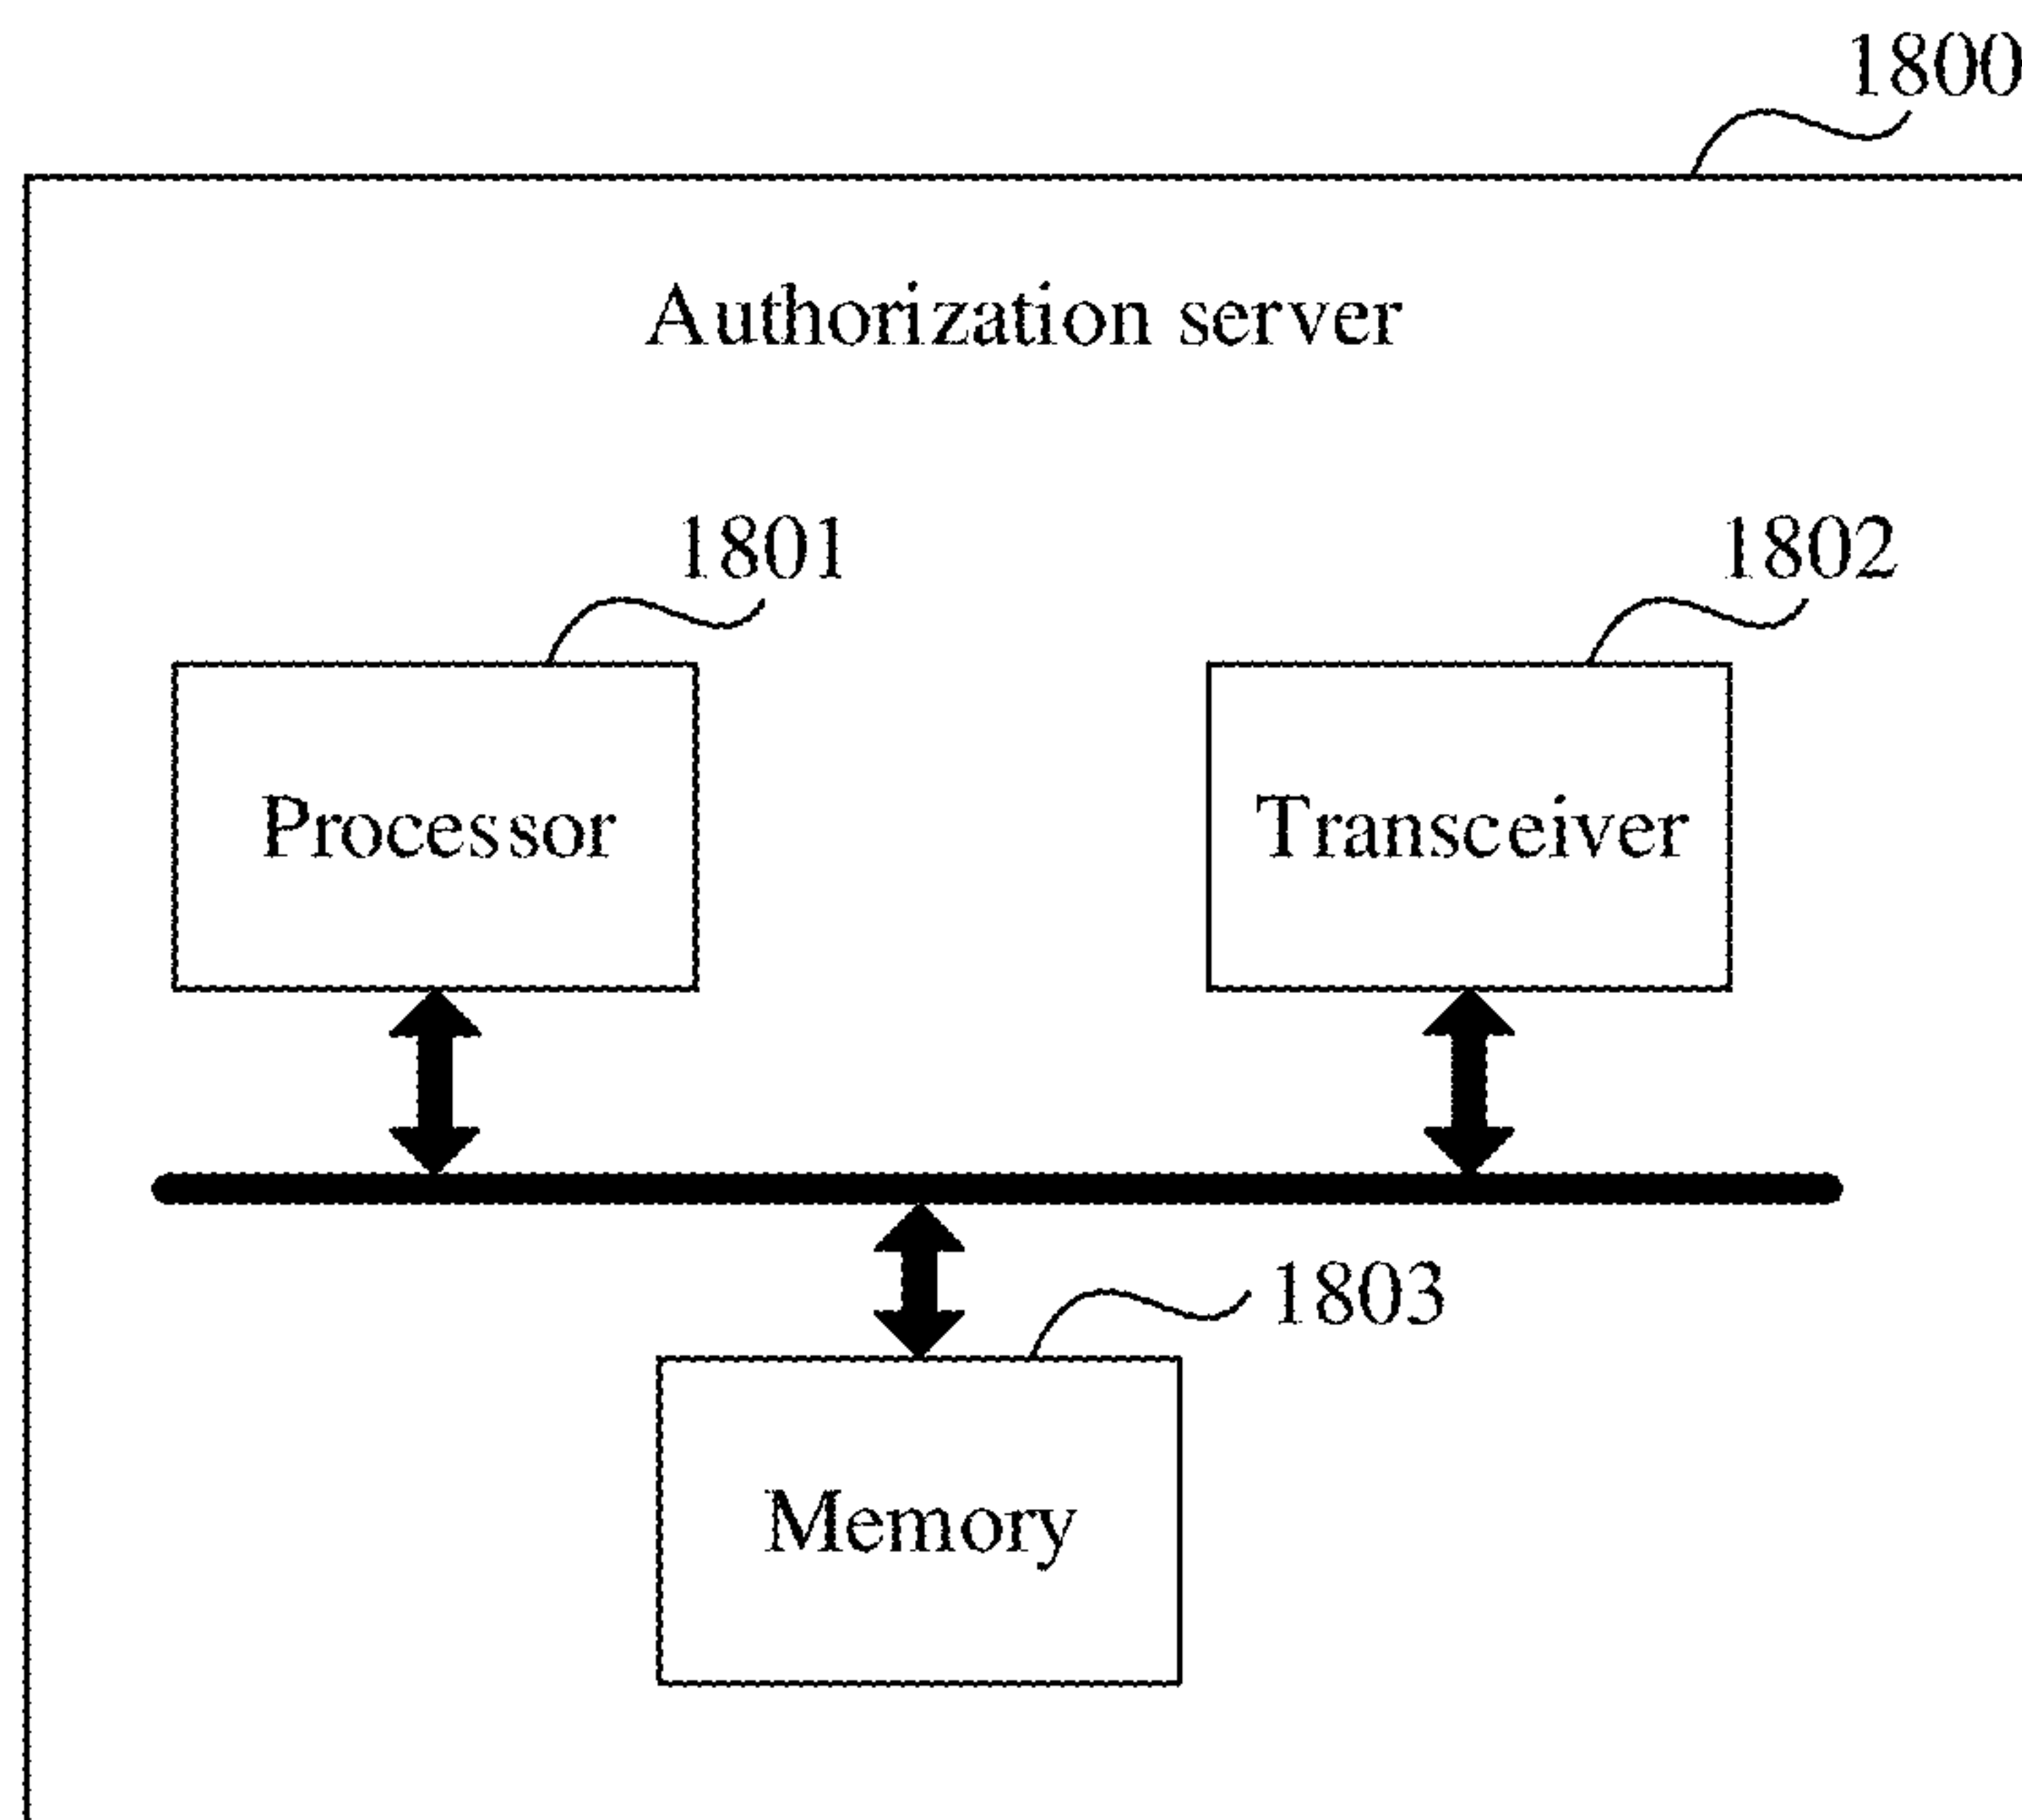 1800
Authorization server
1801
1802
Processor
Transceiver
1803
Memory